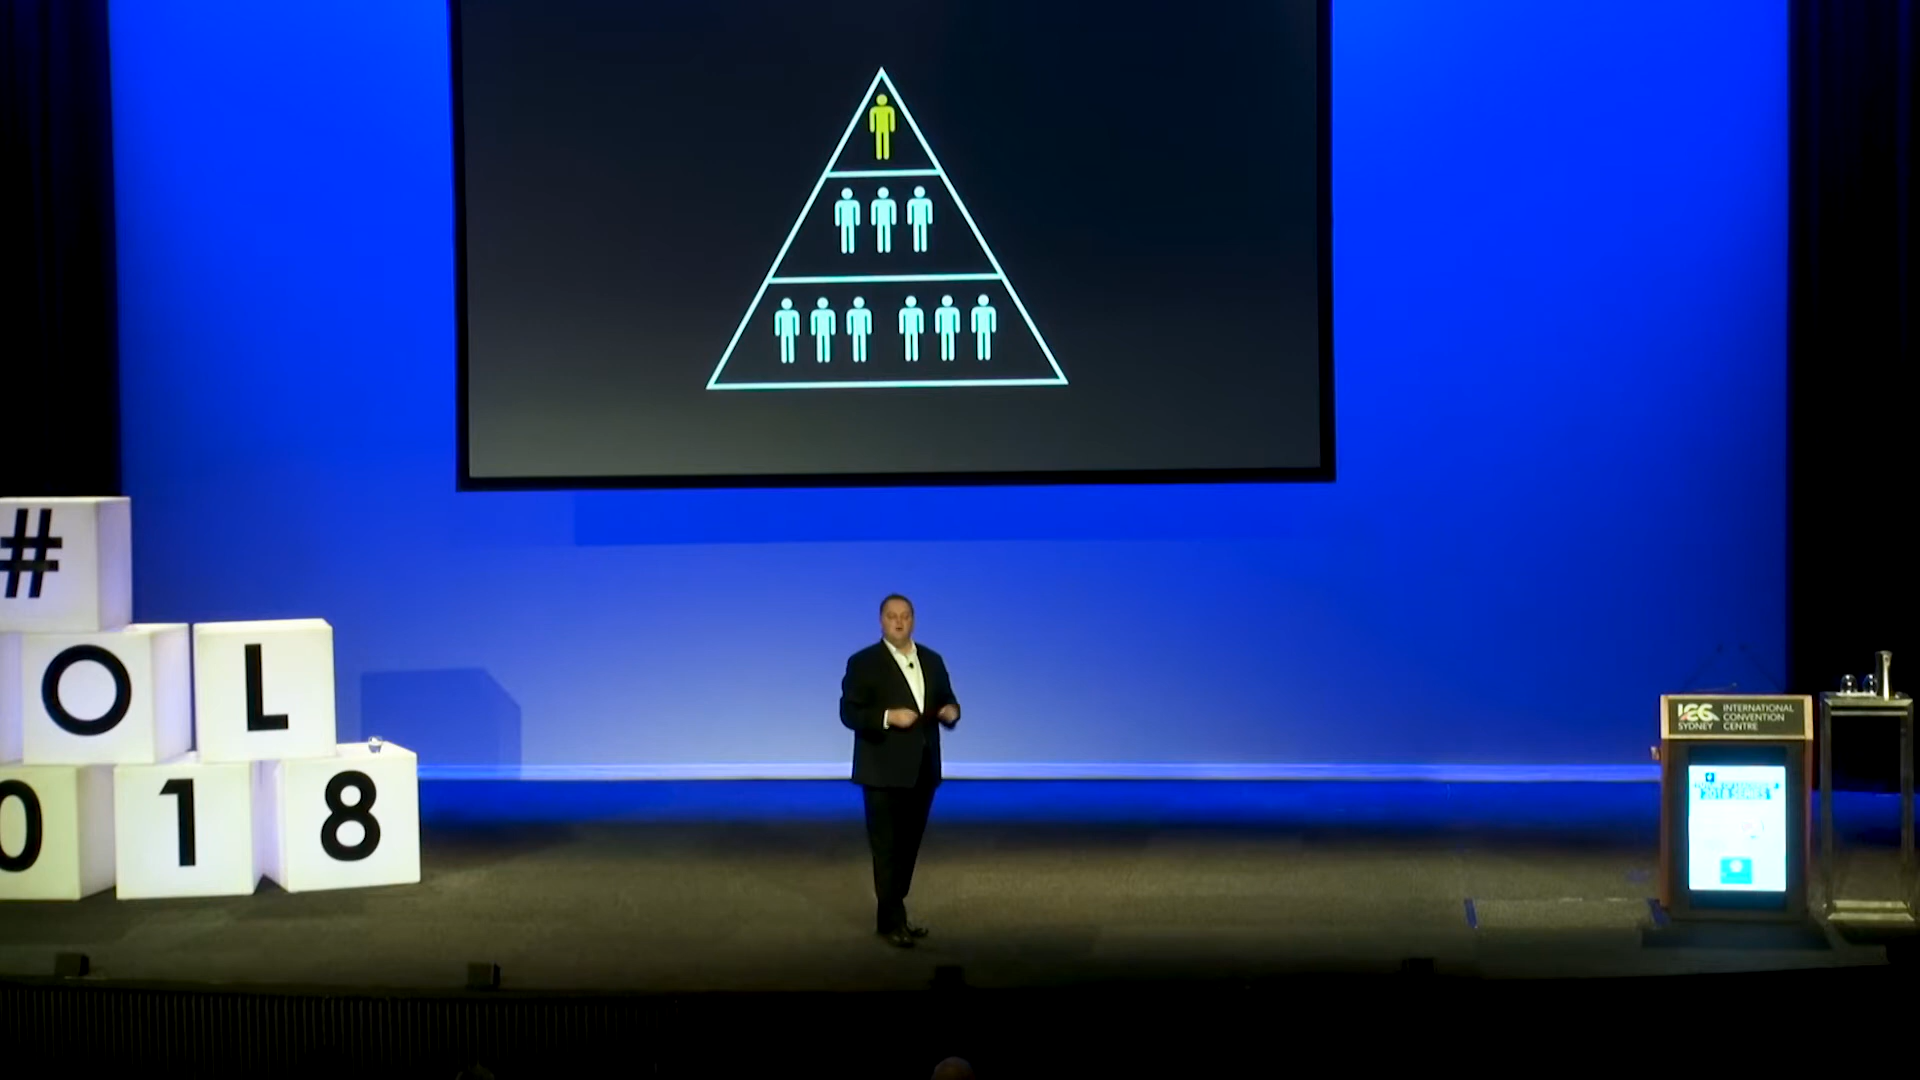 #
OL
018
ICC
SYDNEY
INTERNATIONAL
CONVENTION
CENTRE